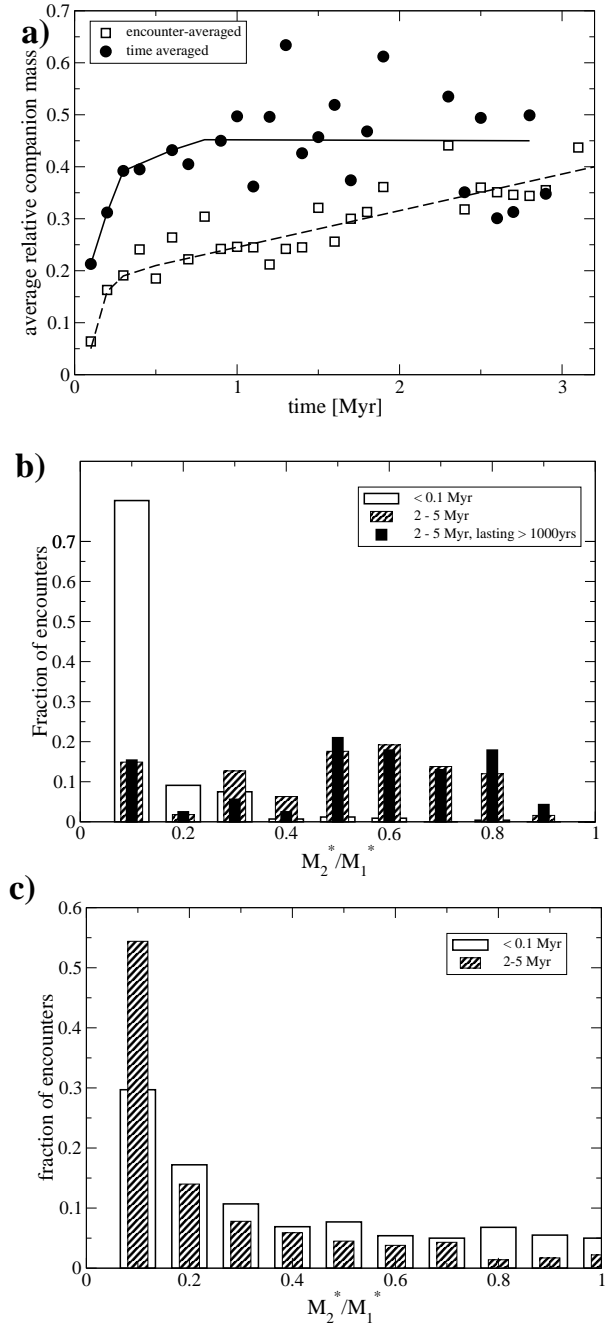 a)
average relative companion mass
0.7
0.6
0.5
0.4
0.3
0.2
0.1
0
encounter-averaged
time averaged
0 1 2 3
time [Myr]
b)
Fraction of encounters
0.7
0.6
0.5
0.4
0.3
0.2
0.1
0
< 0.1 Myr
2 - 5 Myr
2 - 5 Myr, lasting > 1000yrs
0 0.2 0.4 0.6 0.8 1
M2*/M1*
c)
fraction of encounters
0.6
0.5
0.4
0.3
0.2
0.1
0
< 0.1 Myr
2-5 Myr
0 0.2 0.4 0.6 0.8 1
M2*/M1*